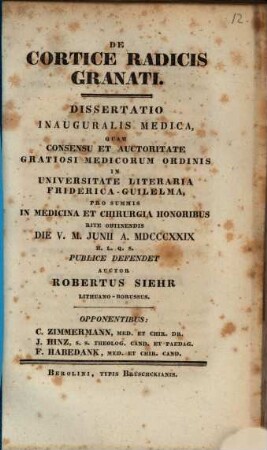 12.
DE
CORTICE RADICIS
GRANATI.
DISSERTATIO
INAUGURALIS MEDICA,
QUAM
CONSENSU ET AUCTORITATE
GRATIOSI MEDICORUM ORDINIS
IN
UNIVERSITATE LITERARIA
FRIDERICA-GUILELMA,
PRO SUMMIS
IN MEDICINA ET CHIRURGIA HONORIBUS
RITE OBTINENDIS
DIE V. M. JUNII A. MDCCCXXIX
H. L. Q. S.
PUBLICE DEFENDET
AUCTOR
ROBERTUS SIEHR
LITHUANO-BORUSSUS.
OPPONENTIBUS:
C. ZIMMERMANN, MED. ET CHIR. DR.
J. HINZ, S. S. THEOLOG. CAND. ET PAEDAG.
F. HABEDANK, MED. ET CHIR. CAND.
BEROLINI, TYPIS BRÜSCHCKIANIS.